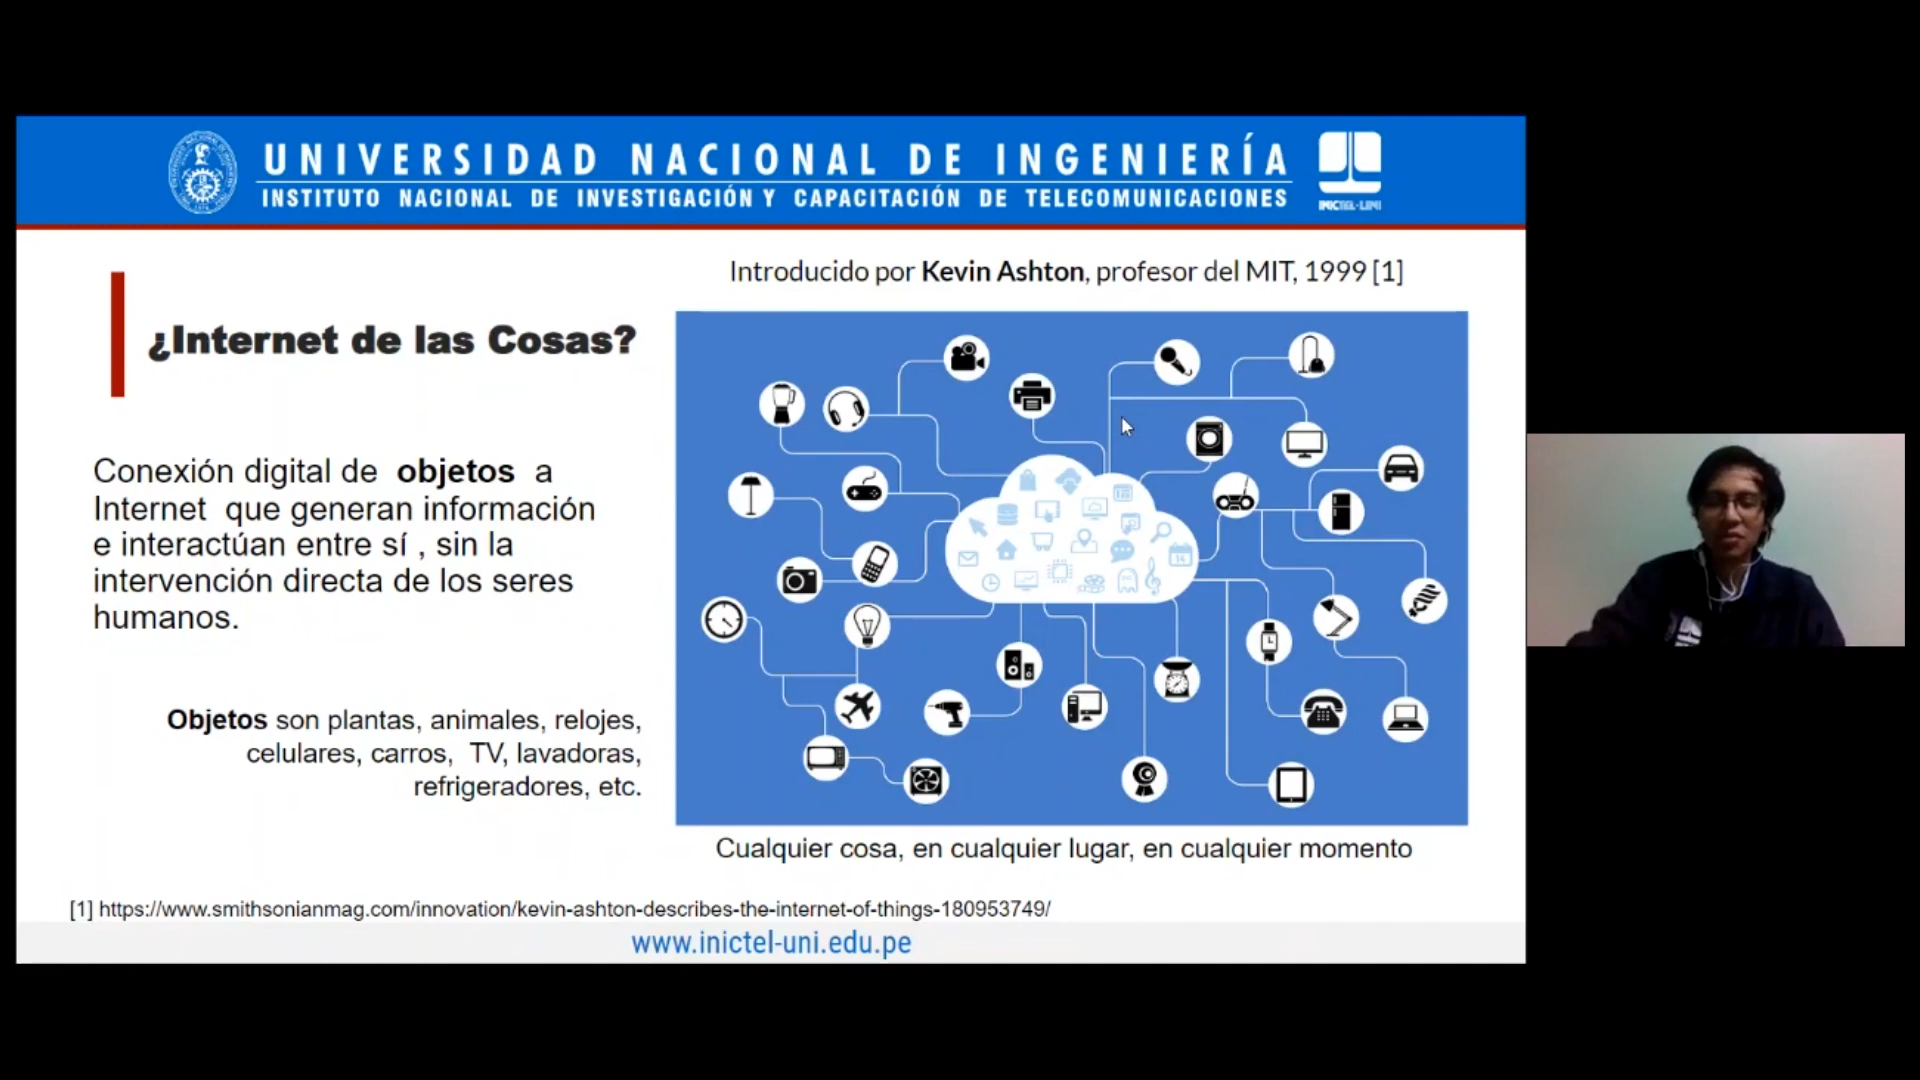 UNIVERSIDAD NACIONAL DE INGENIERÍA
INSTITUTO NACIONAL DE INVESTIGACIÓN Y CAPACITACIÓN DE TELECOMUNICACIONES
INICTEL-UNI
Introducido por Kevin Ashton, profesor del MIT, 1999 [1]
¿Internet de las Cosas?
Conexión digital de objetos a
Internet que generan información
e interactúan entre sí , sin la
intervención directa de los seres
humanos.
Objetos son plantas, animales, relojes,
celulares, carros, TV, lavadoras,
refrigeradores, etc.
14
Cualquier cosa, en cualquier lugar, en cualquier momento
[1] https://www.smithsonianmag.com/innovation/kevin-ashton-describes-the-internet-of-things-180953749/
www.inictel-uni.edu.pe